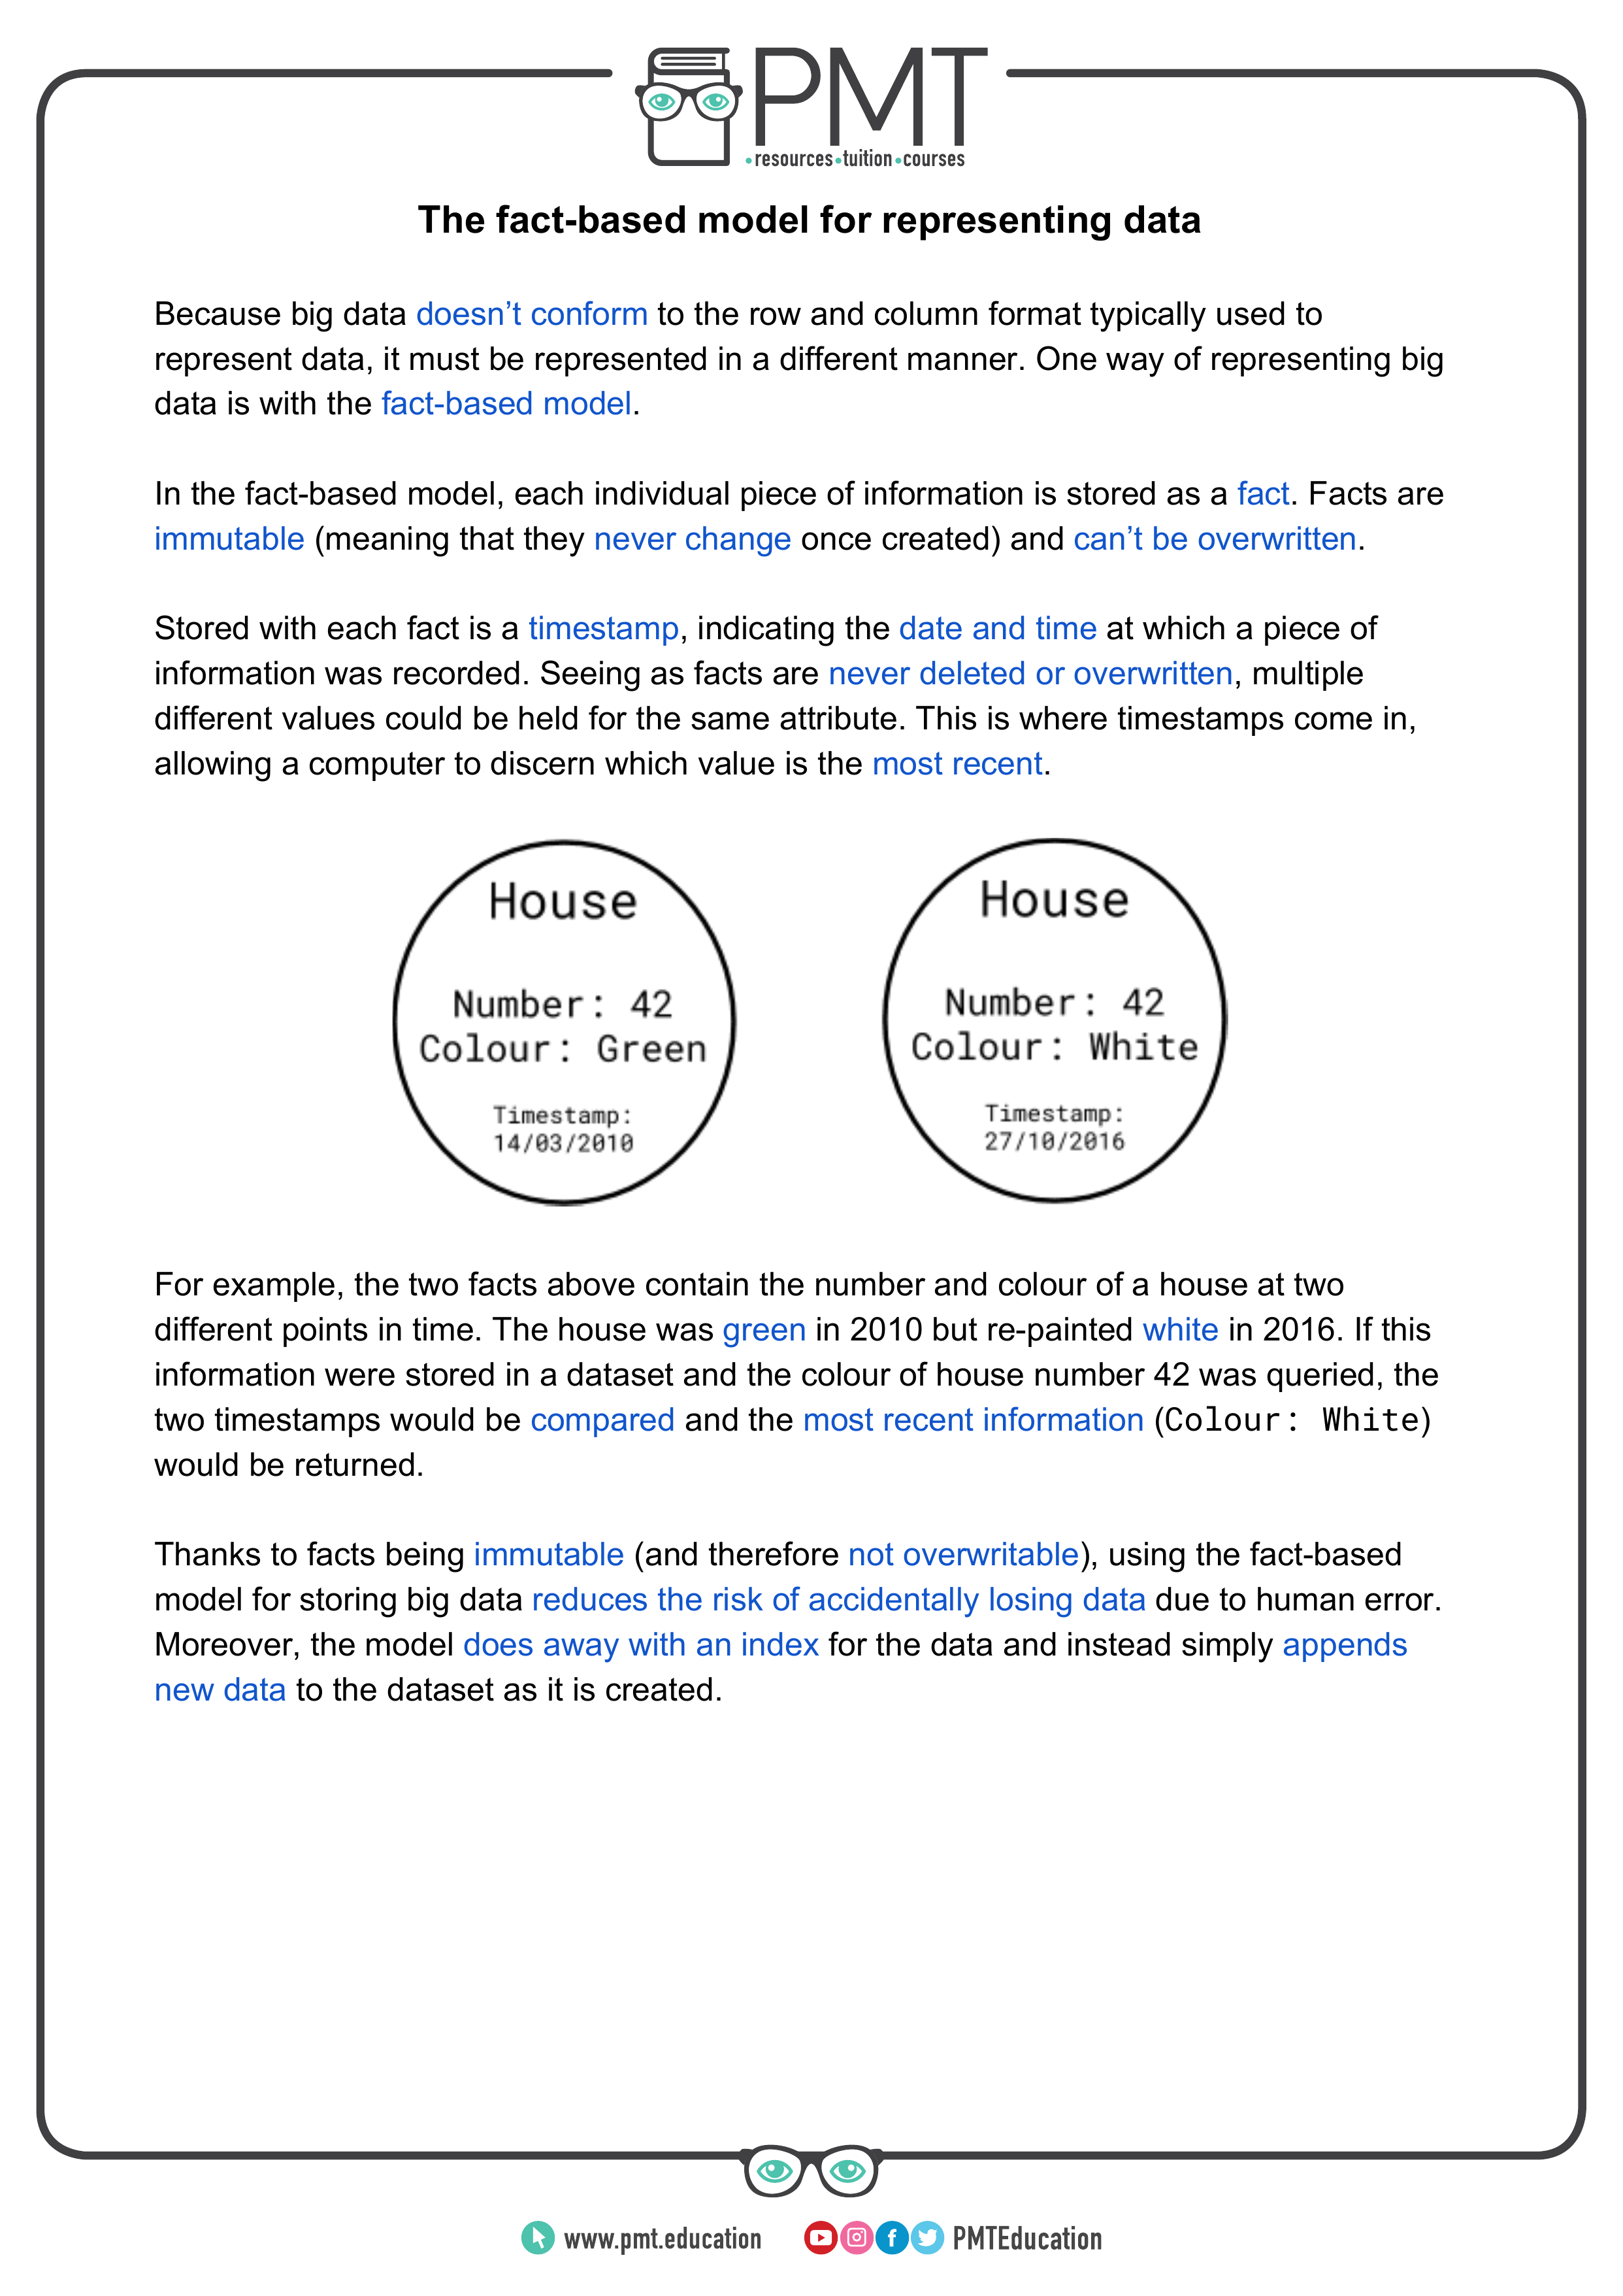 PMT
resources tuition courses
The fact-based model for representing data
Because big data doesn’t conform to the row and column format typically used to
represent data, it must be represented in a different manner. One way of representing big
data is with the fact-based model.
In the fact-based model, each individual piece of information is stored as a fact. Facts are
immutable (meaning that they never change once created) and can’t be overwritten.
Stored with each fact is a timestamp, indicating the date and time at which a piece of
information was recorded. Seeing as facts are never deleted or overwritten, multiple
different values could be held for the same attribute. This is where timestamps come in,
allowing a computer to discern which value is the most recent.
House
Number: 42
Colour: Green
Timestamp:
14/03/2010
House
Number: 42
Colour: White
Timestamp:
27/10/2016
For example, the two facts above contain the number and colour of a house at two
different points in time. The house was green in 2010 but re-painted white in 2016. If this
information were stored in a dataset and the colour of house number 42 was queried, the
two timestamps would be compared and the most recent information (Colour: White)
would be returned.
Thanks to facts being immutable (and therefore not overwritable), using the fact-based
model for storing big data reduces the risk of accidentally losing data due to human error.
Moreover, the model does away with an index for the data and instead simply appends
new data to the dataset as it is created.
www.pmt.education PMTEducation